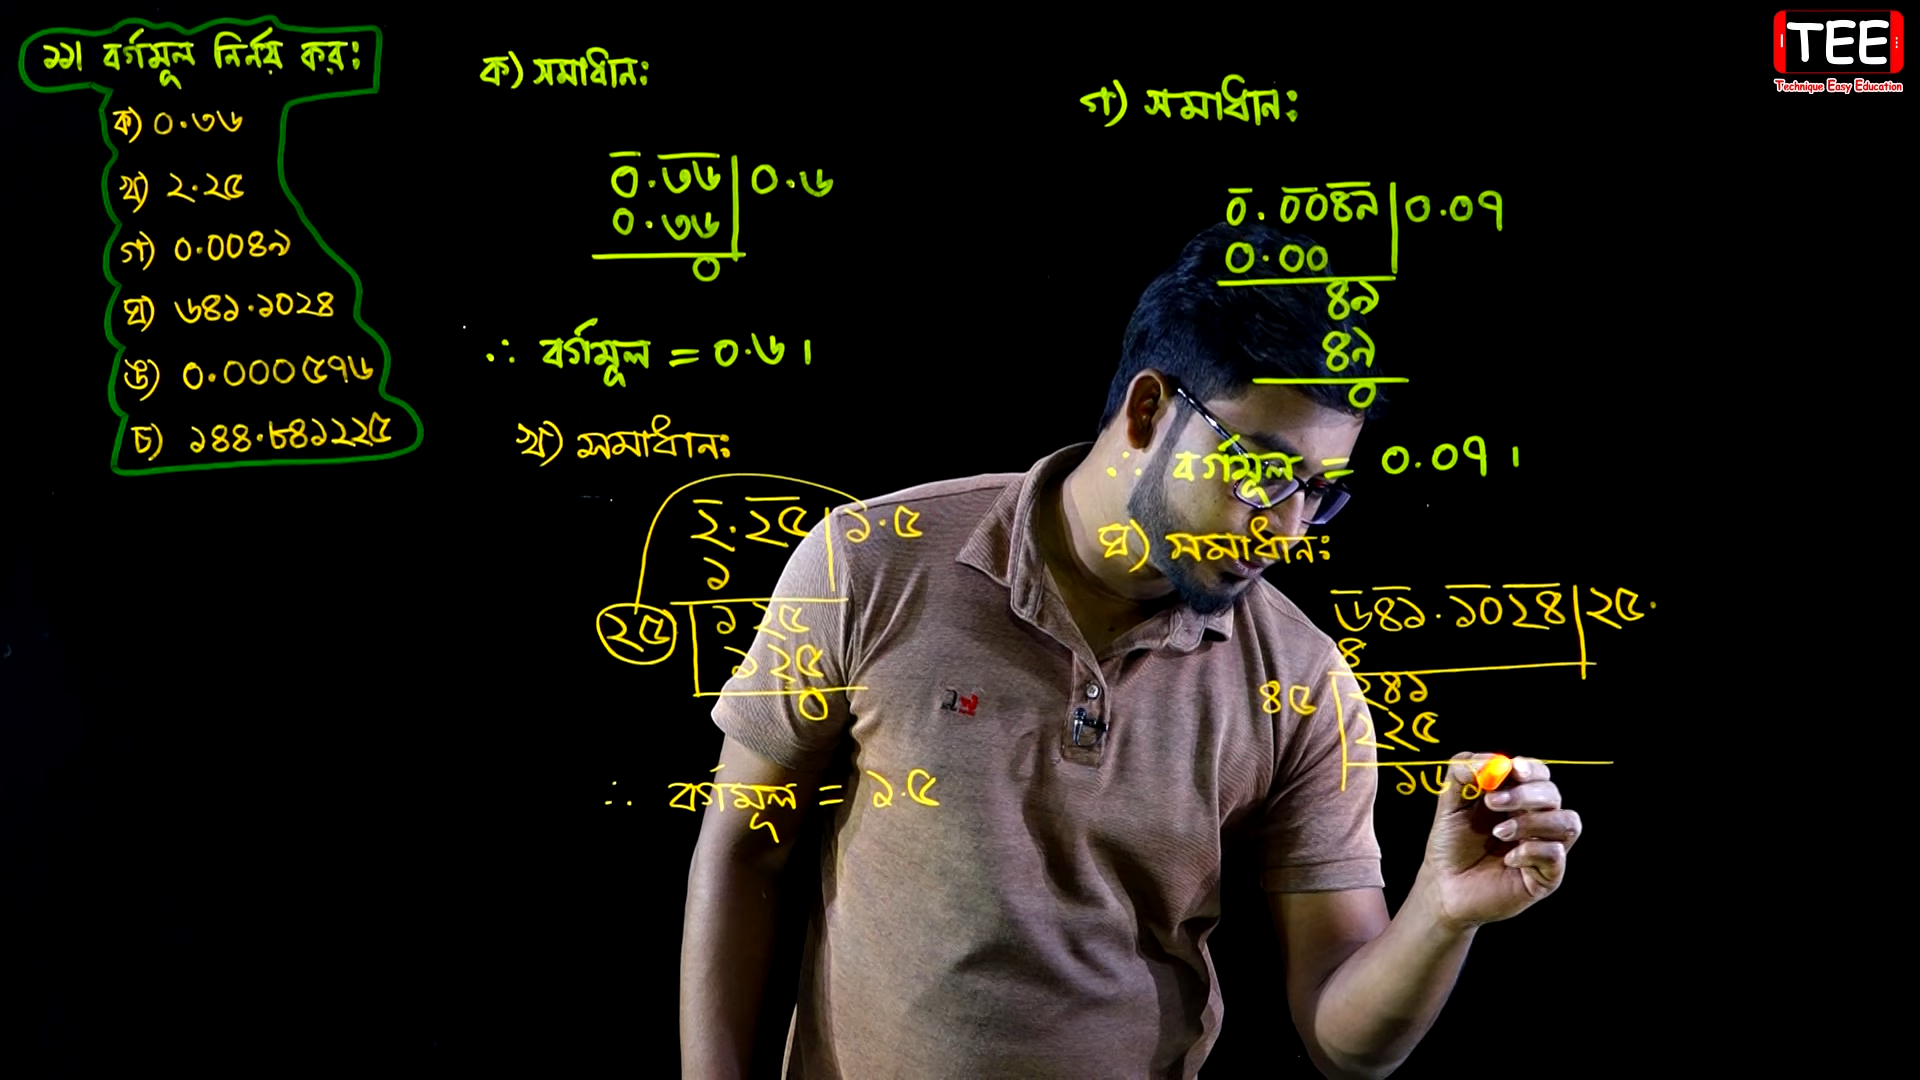 ১১। বর্গমূল নির্নয় কর:
ক) ০.৩৬
খ) ২.২৫
গ) ০.০০৪৯
ঘ) ৬৪১.১০২৪
ঙ) ০.০০০৫৭৬
চ) ১৪৪.৮৪১২২৫
ক) সমাধান:
০.৩৬ | ০.৬
০.৩৬
০
∴ বর্গমূল = ০.৬।
খ) সমাধান:
২.২৫ | ১.৫
১
২৫ | ১২৫
১২৫
০
∴ বর্গমূল = ১.৫
গ) সমাধান:
০.০০৪৯ | ০.০৭
০.০০
৪৯
৪৯
০
∴ বর্গমূল = ০.০৭।
ঘ) সমাধান:
৬৪১.১০২৪ | ২৫.
৪
৪৫ | ২৪১
২২৫
১৬১
TEE
Technique Easy Education